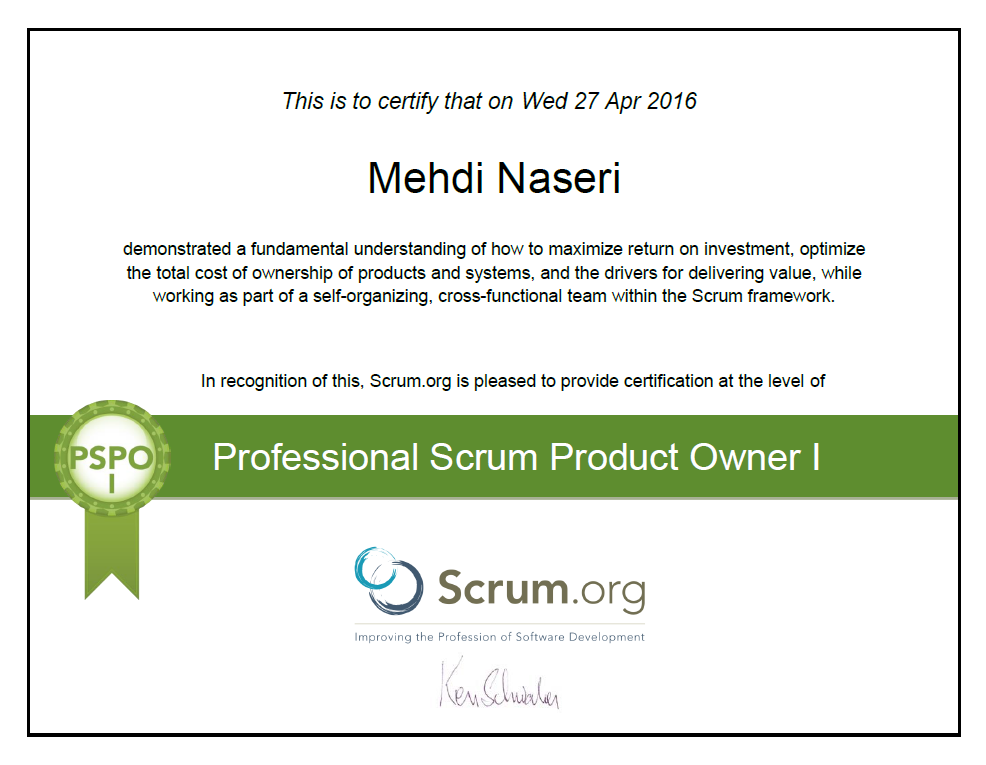 This is to certify that on Wed 27 Apr 2016
Mehdi Naseri
demonstrated a fundamental understanding of how to maximize return on investment, optimize
the total cost of ownership of products and systems, and the drivers for delivering value, while
working as part of a self-organizing, cross-functional team within the Scrum framework.
In recognition of this, Scrum.org is pleased to provide certification at the level of
PSPO
I
Professional Scrum Product Owner I
Scrum.org
Improving the Profession of Software Development
Ken Schwaber